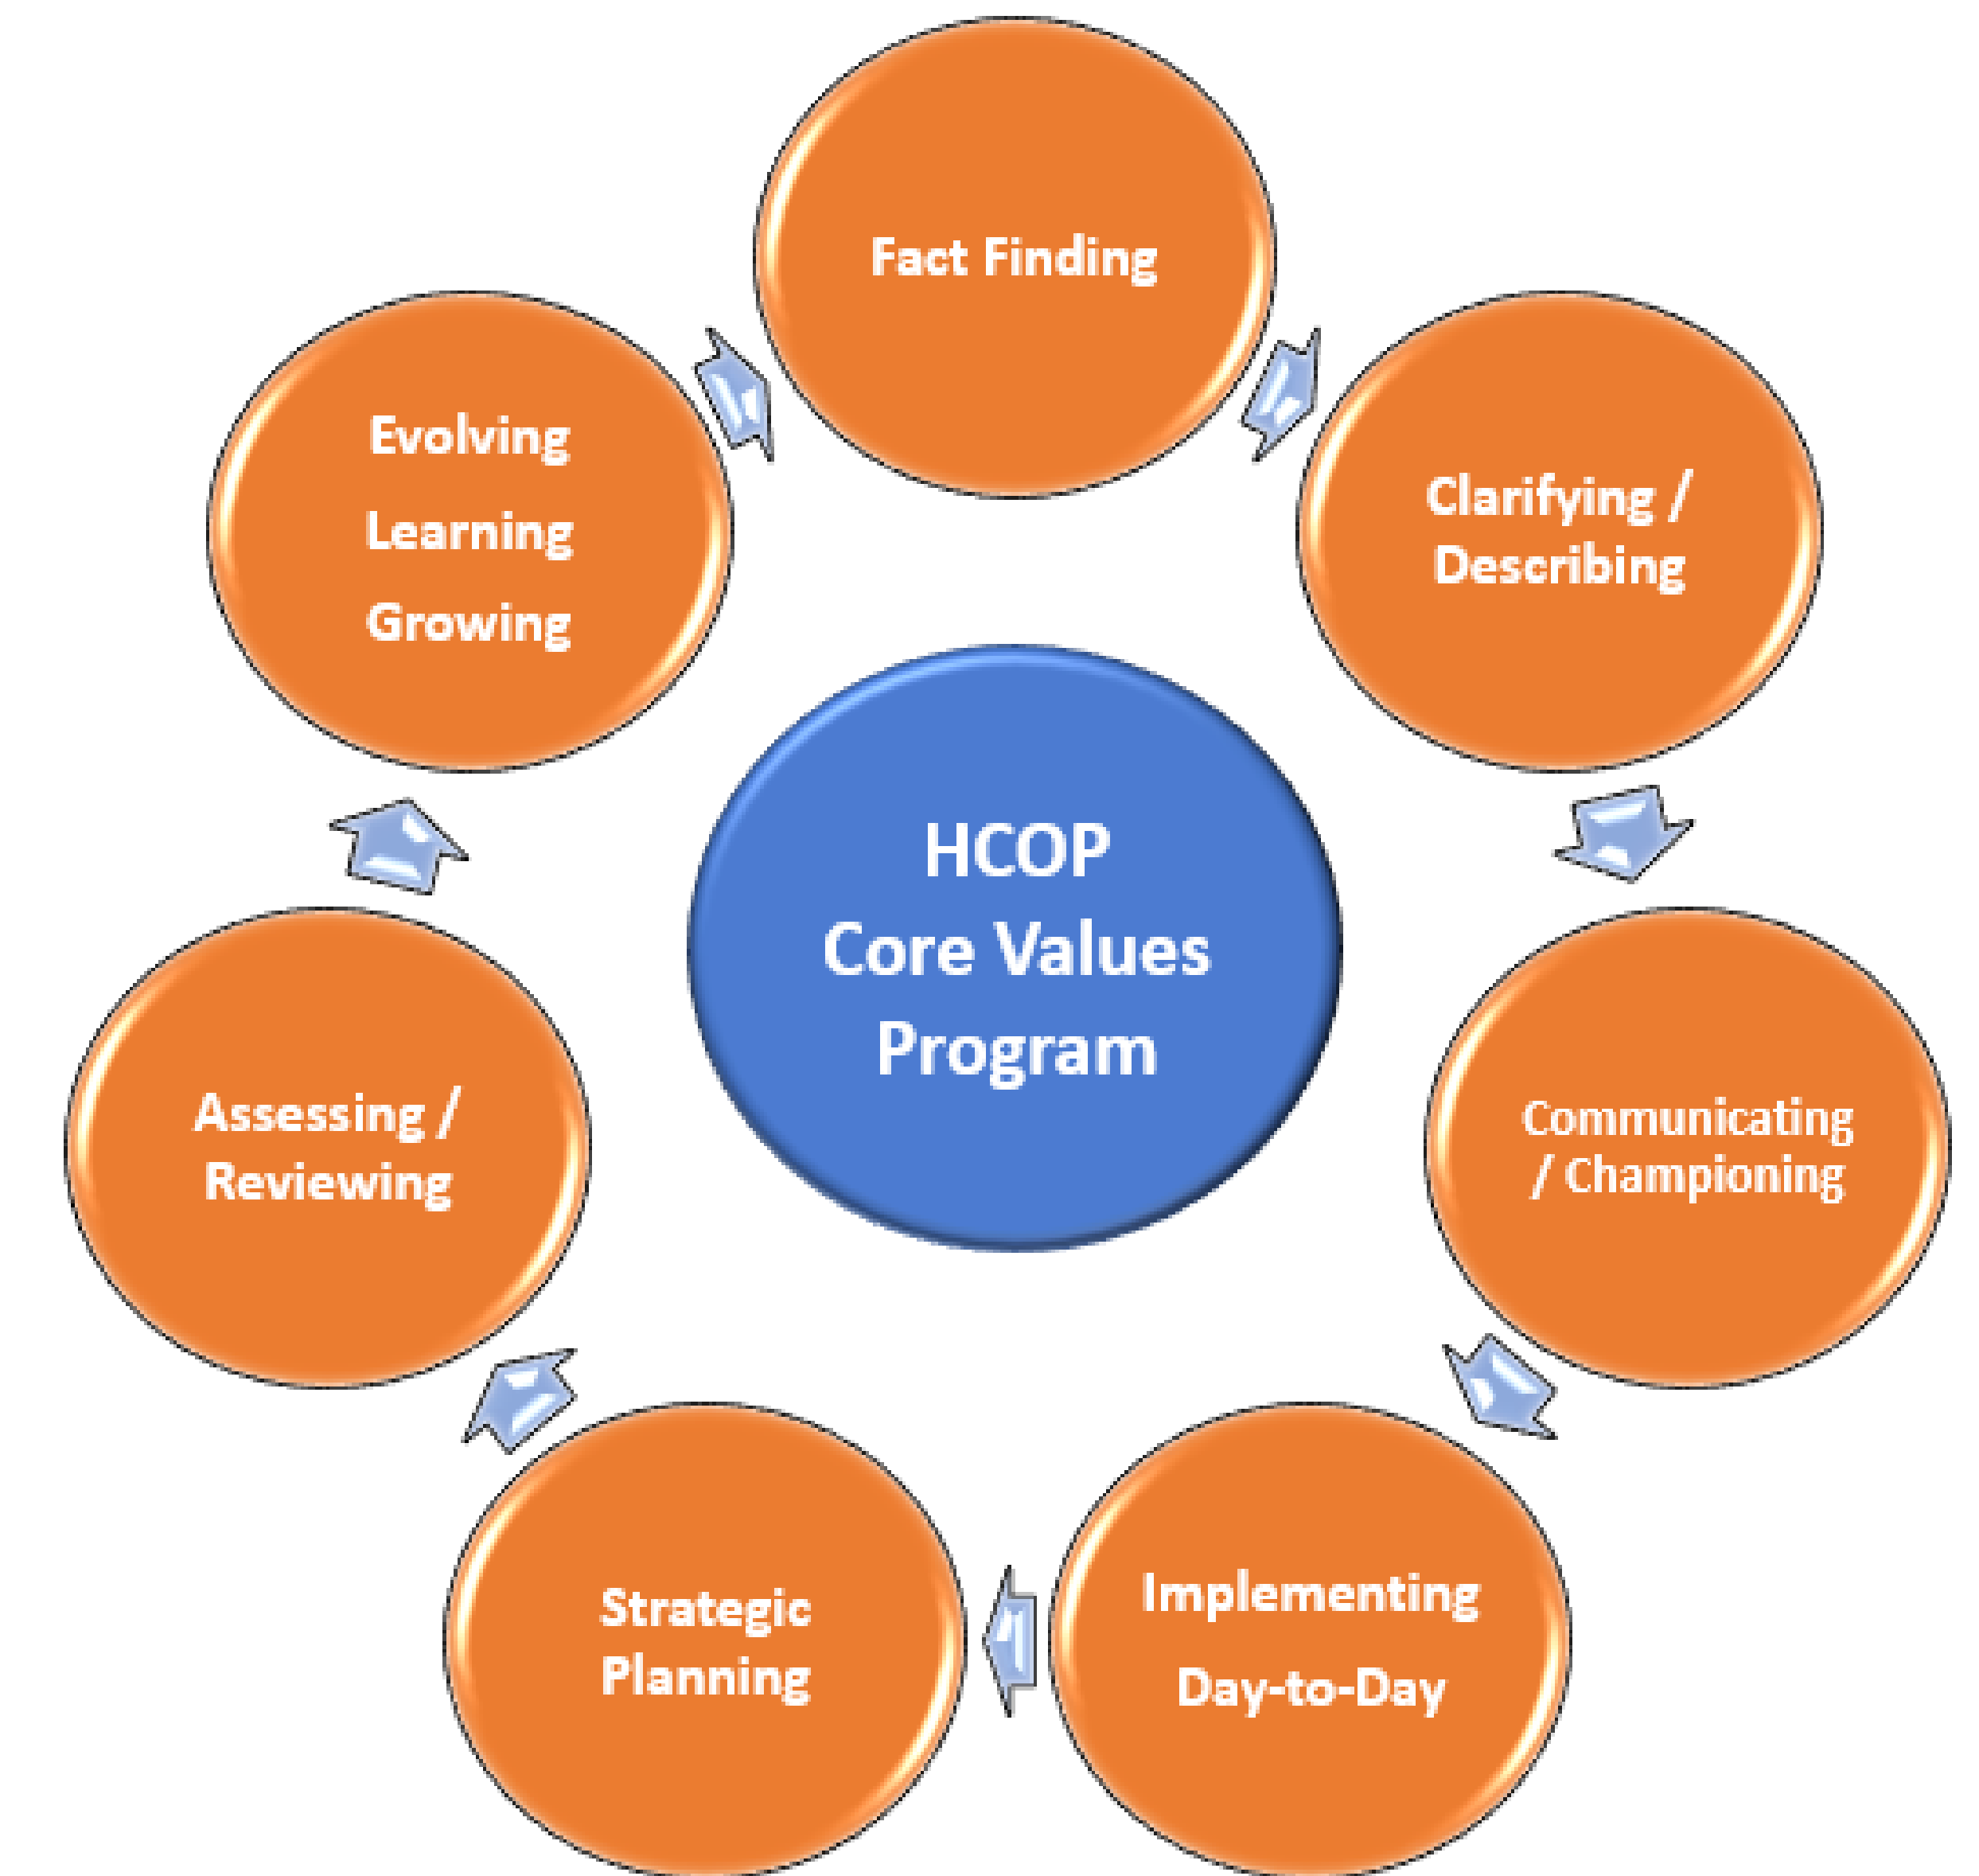 Fact Finding
Clarifying /
Describing
Communicating
/ Championing
Implementing
Day-to-Day
Strategic
Planning
Assessing /
Reviewing
Evolving
Learning
Growing
HCOP
Core Values
Program